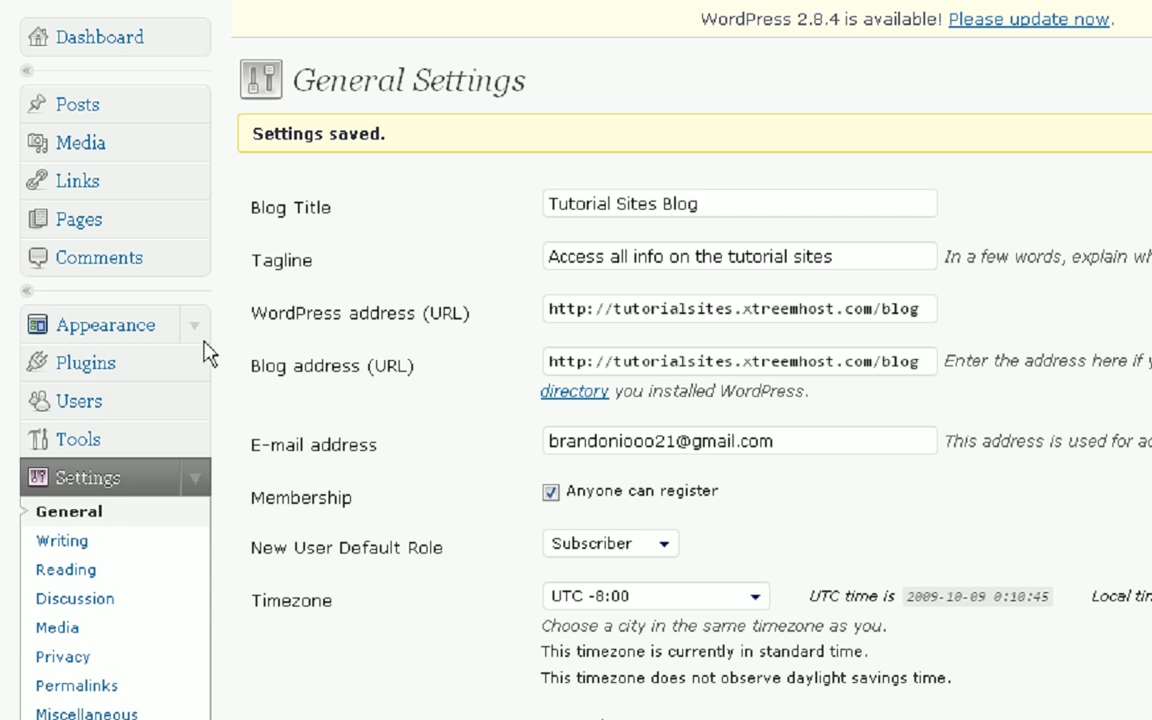 WordPress 2.8.4 is available! Please update now.
Dashboard
Posts
Media
Links
Pages
Comments
Appearance
Plugins
Users
Tools
Settings
General
Writing
Reading
Discussion
Media
Privacy
Permalinks
Miscellaneous
General Settings
Settings saved.
Blog Title
Tutorial Sites Blog
Tagline
Access all info on the tutorial sites
In a few words, explain wh
WordPress address (URL)
http://tutorialsites.xtreemhost.com/blog
Blog address (URL)
http://tutorialsites.xtreemhost.com/blog
Enter the address here if y
directory you installed WordPress.
E-mail address
brandoniooo21@gmail.com
This address is used for ad
Membership
Anyone can register
New User Default Role
Subscriber
Timezone
UTC -8:00
UTC time is 2009-10-09 0:10:45
Local tim
Choose a city in the same timezone as you.
This timezone is currently in standard time.
This timezone does not observe daylight savings time.